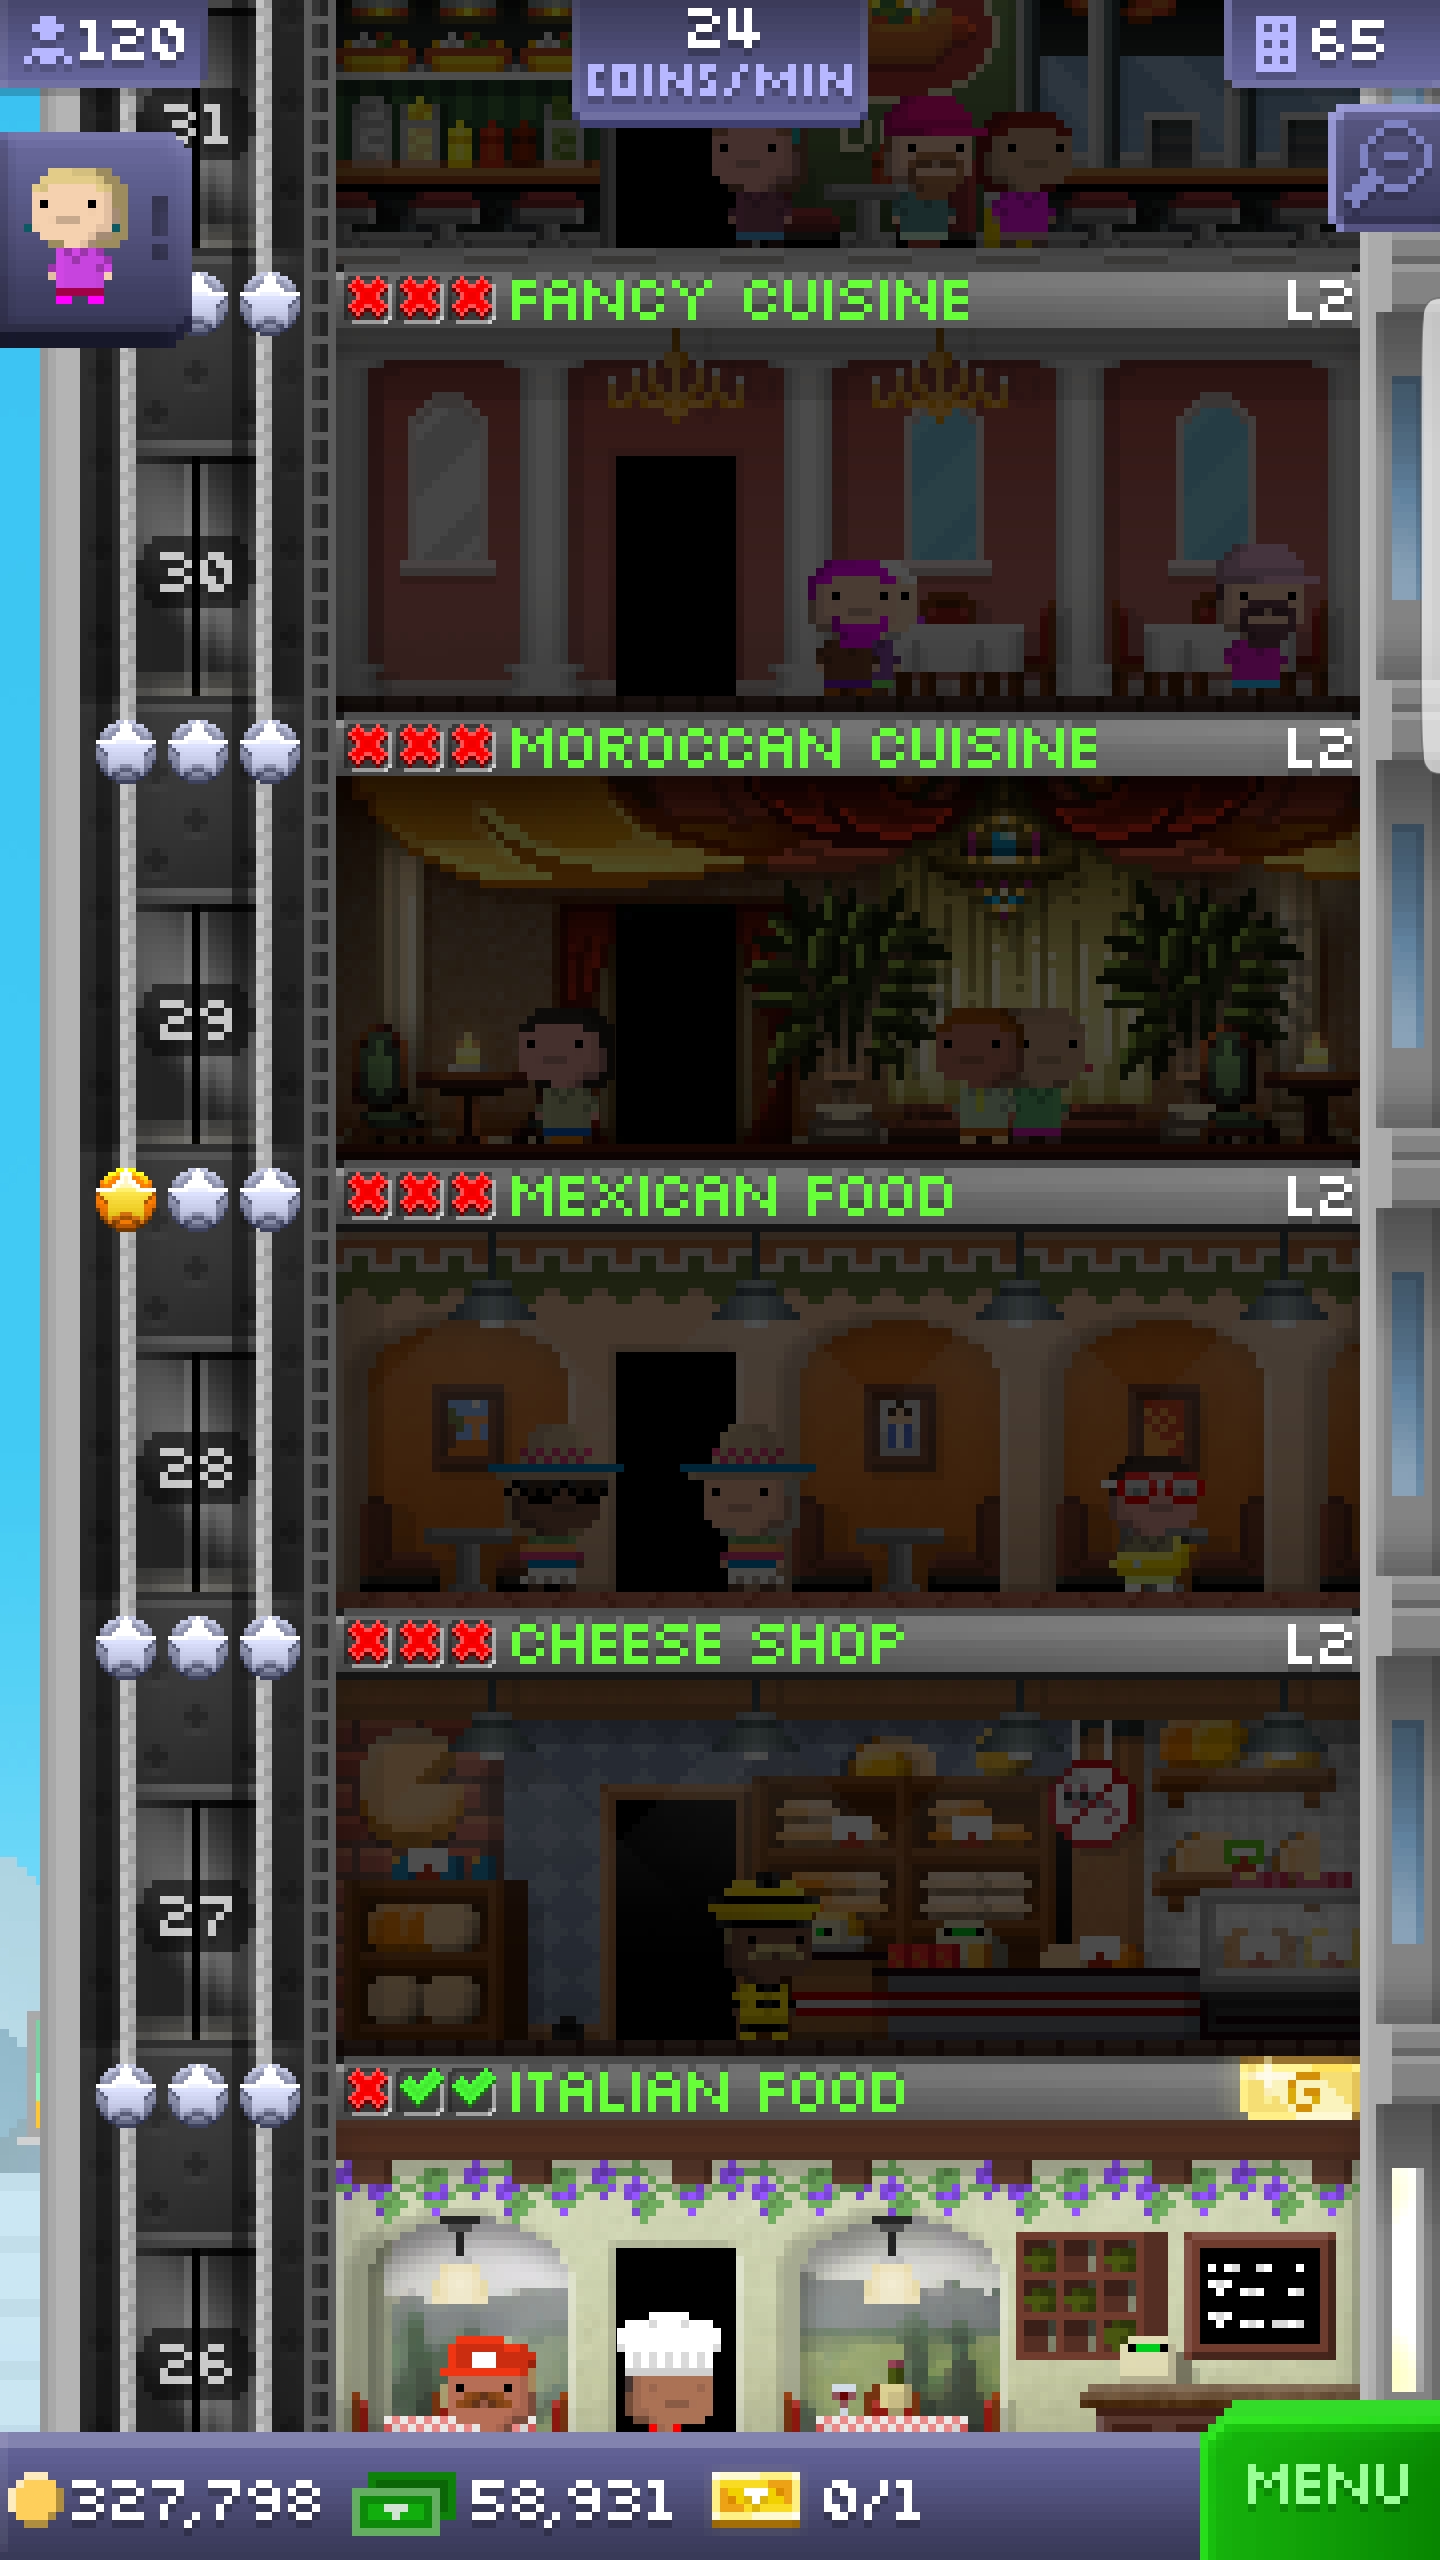 120
24
COINS/MIN
65
31
!
FANCY CUISINE L2
30
MOROCCAN CUISINE L2
29
MEXICAN FOOD L2
28
CHEESE SHOP L2
27
ITALIAN FOOD G
26
327,798 58,931 0/1 MENU